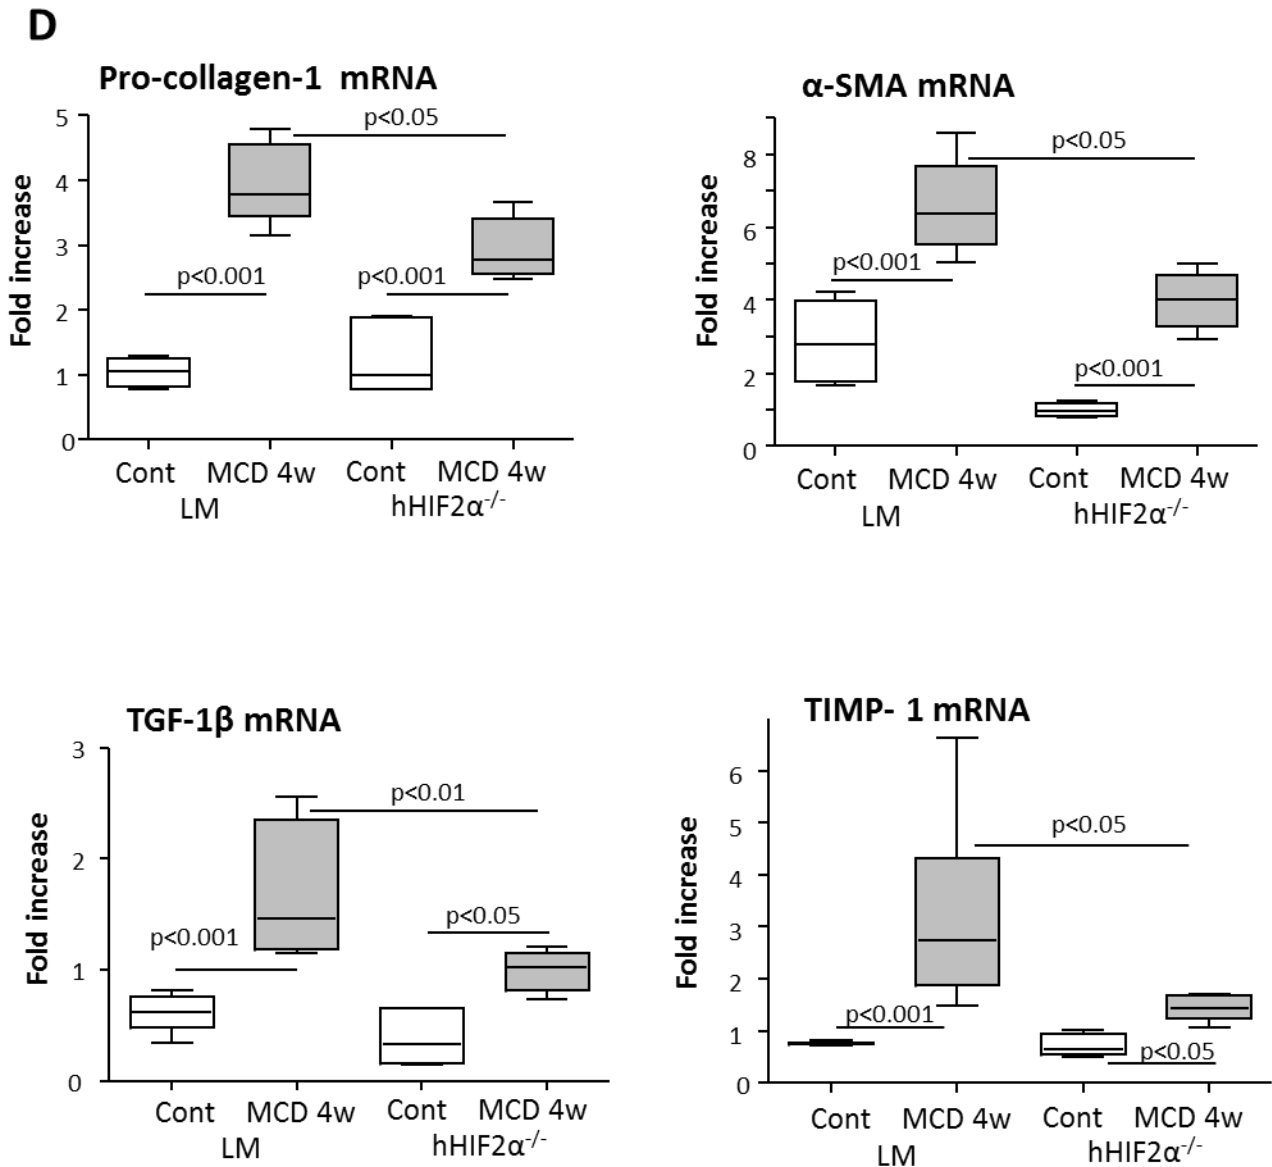 D
Pro-collagen-1 mRNA
Fold increase
5
4
3
2
1
0
p<0.05
p<0.001
p<0.001
Cont MCD 4w Cont MCD 4w
LM hHIF2α-/-
α-SMA mRNA
Fold increase
8
6
4
2
0
p<0.05
p<0.001
p<0.001
Cont MCD 4w Cont MCD 4w
LM hHIF2α-/-
TGF-1β mRNA
Fold increase
3
2
1
0
p<0.01
p<0.05
p<0.001
Cont MCD 4w Cont MCD 4w
LM hHIF2α-/-
TIMP- 1 mRNA
Fold increase
6
5
4
3
2
1
0
p<0.05
p<0.001
p<0.05
Cont MCD 4w Cont MCD 4w
LM hHIF2α-/-